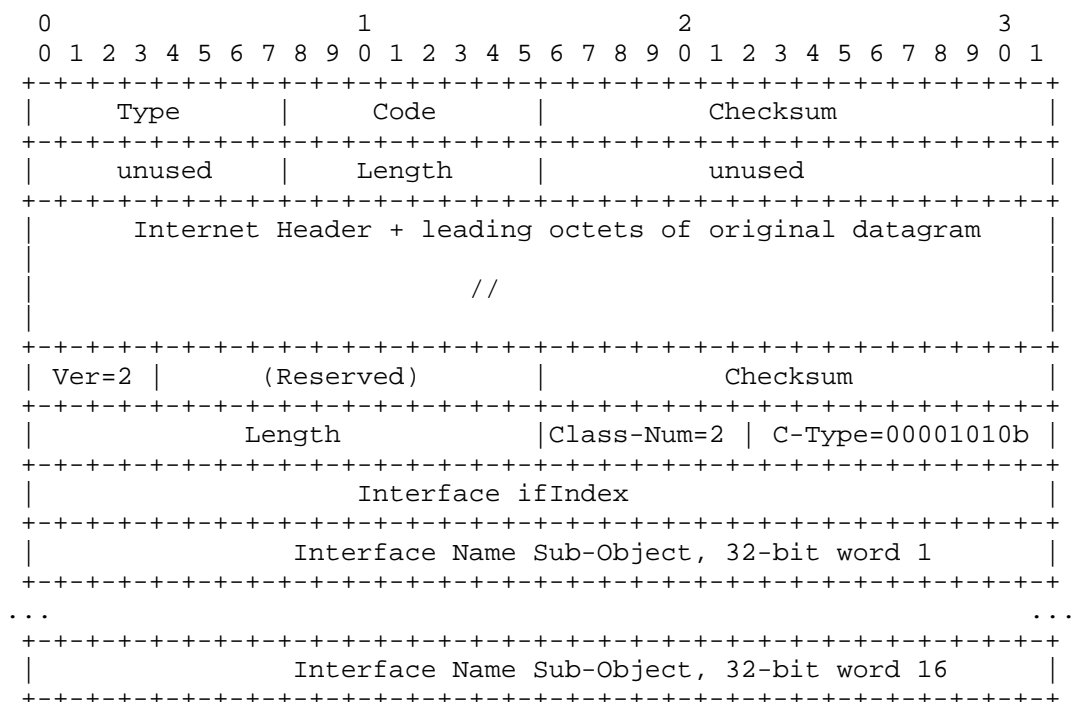 0                   1                   2                   3
0 1 2 3 4 5 6 7 8 9 0 1 2 3 4 5 6 7 8 9 0 1 2 3 4 5 6 7 8 9 0 1
+-+-+-+-+-+-+-+-+-+-+-+-+-+-+-+-+-+-+-+-+-+-+-+-+-+-+-+-+-+-+-+-+
|     Type      |     Code      |          Checksum             |
+-+-+-+-+-+-+-+-+-+-+-+-+-+-+-+-+-+-+-+-+-+-+-+-+-+-+-+-+-+-+-+-+
|     unused    |    Length     |          unused               |
+-+-+-+-+-+-+-+-+-+-+-+-+-+-+-+-+-+-+-+-+-+-+-+-+-+-+-+-+-+-+-+-+
|      Internet Header + leading octets of original datagram    |
|                                                               |
|                           //                                  |
|                                                               |
+-+-+-+-+-+-+-+-+-+-+-+-+-+-+-+-+-+-+-+-+-+-+-+-+-+-+-+-+-+-+-+-+
| Ver=2 |      (Reserved)       |           Checksum            |
+-+-+-+-+-+-+-+-+-+-+-+-+-+-+-+-+-+-+-+-+-+-+-+-+-+-+-+-+-+-+-+-+
|             Length            |Class-Num=2 | C-Type=00001010b |
+-+-+-+-+-+-+-+-+-+-+-+-+-+-+-+-+-+-+-+-+-+-+-+-+-+-+-+-+-+-+-+-+
|                    Interface ifIndex                          |
+-+-+-+-+-+-+-+-+-+-+-+-+-+-+-+-+-+-+-+-+-+-+-+-+-+-+-+-+-+-+-+-+
|                Interface Name Sub-Object, 32-bit word 1       |
+-+-+-+-+-+-+-+-+-+-+-+-+-+-+-+-+-+-+-+-+-+-+-+-+-+-+-+-+-+-+-+-+
...                                                             ...
+-+-+-+-+-+-+-+-+-+-+-+-+-+-+-+-+-+-+-+-+-+-+-+-+-+-+-+-+-+-+-+-+
|                Interface Name Sub-Object, 32-bit word 16      |
+-+-+-+-+-+-+-+-+-+-+-+-+-+-+-+-+-+-+-+-+-+-+-+-+-+-+-+-+-+-+-+-+